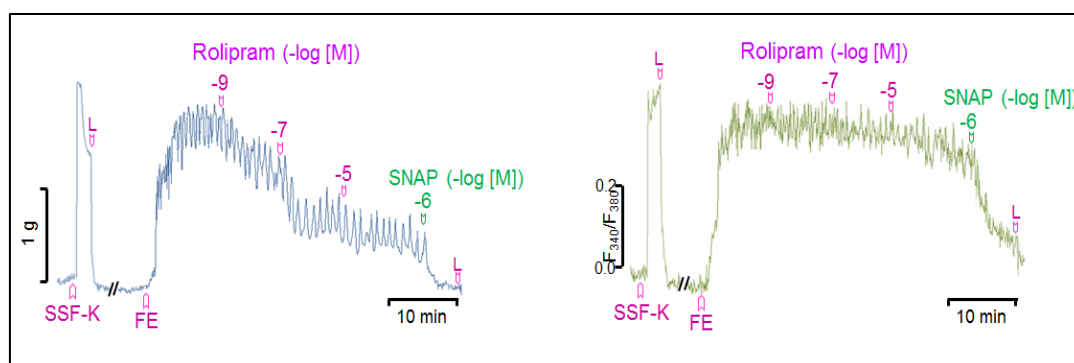 Rolipram (-log [M])
-9
L
-7
-5
SNAP (-log [M])
-6
1 g
L
//
SSF-K
FE
10 min
Rolipram (-log [M])
L
-9
-7
-5
SNAP (-log [M])
-6
0.2
F340/F380
0.0
L
//
SSF-K
FE
10 min